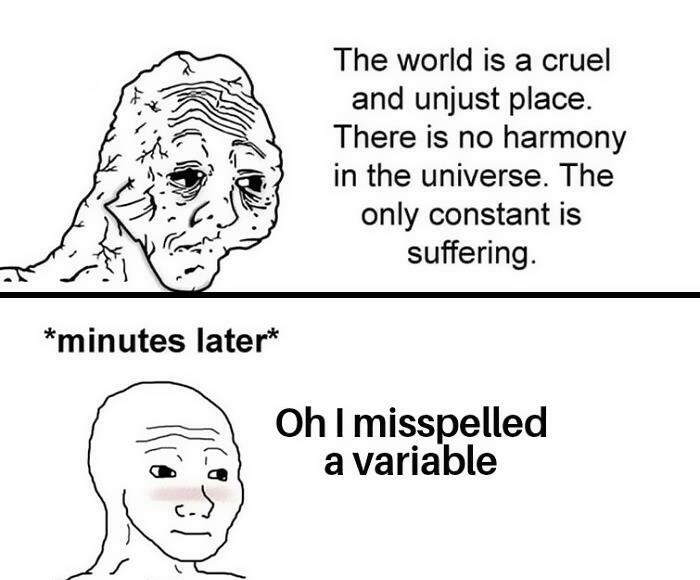 The world is a cruel
and unjust place.
There is no harmony
in the universe. The
only constant is
suffering.
*minutes later*
Oh I misspelled
a variable